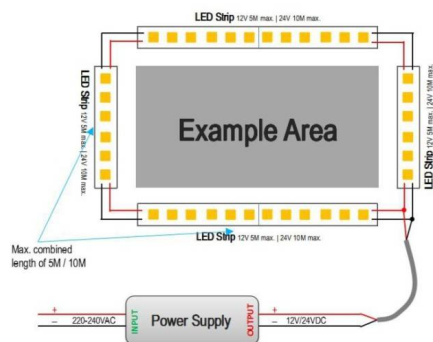 LED Strip 12V 5M max. | 24V 10M max.
LED Strip 12V 5M max. | 24V 10M max.
Example Area
LED Strip 12V 5M max. | 24V 10M max.
LED Strip 12V 5M max. | 24V 10M max.
Max. combined
length of 5M / 10M
+
220-240VAC
–
INPUT
Power Supply
OUTPUT
+
12V/24VDC
–